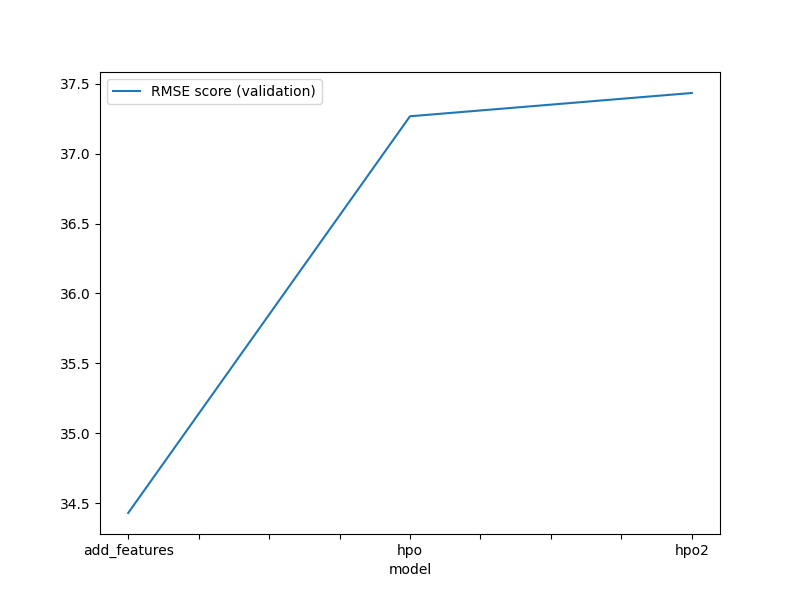 RMSE score (validation)
37.5
37.0
36.5
36.0
35.5
35.0
34.5
add_features
hpo
hpo2
model